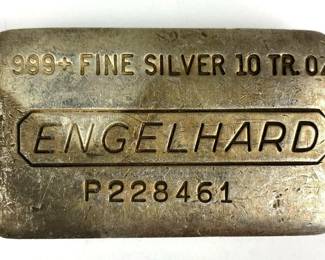 999+ FINE SILVER 10 TR. OZ
ENGELHARD
P228461